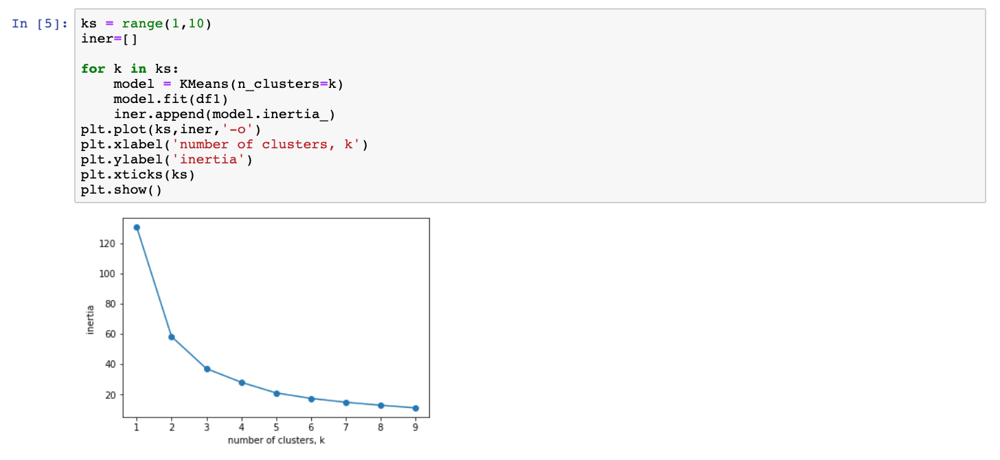 In [5]:
ks = range(1,10)
iner=[]
for k in ks:
    model = KMeans(n_clusters=k)
    model.fit(df1)
    iner.append(model.inertia_)
plt.plot(ks,iner,'-o')
plt.xlabel('number of clusters, k')
plt.ylabel('inertia')
plt.xticks(ks)
plt.show()
120
100
80
60
40
20
inertia
1 2 3 4 5 6 7 8 9
number of clusters, k